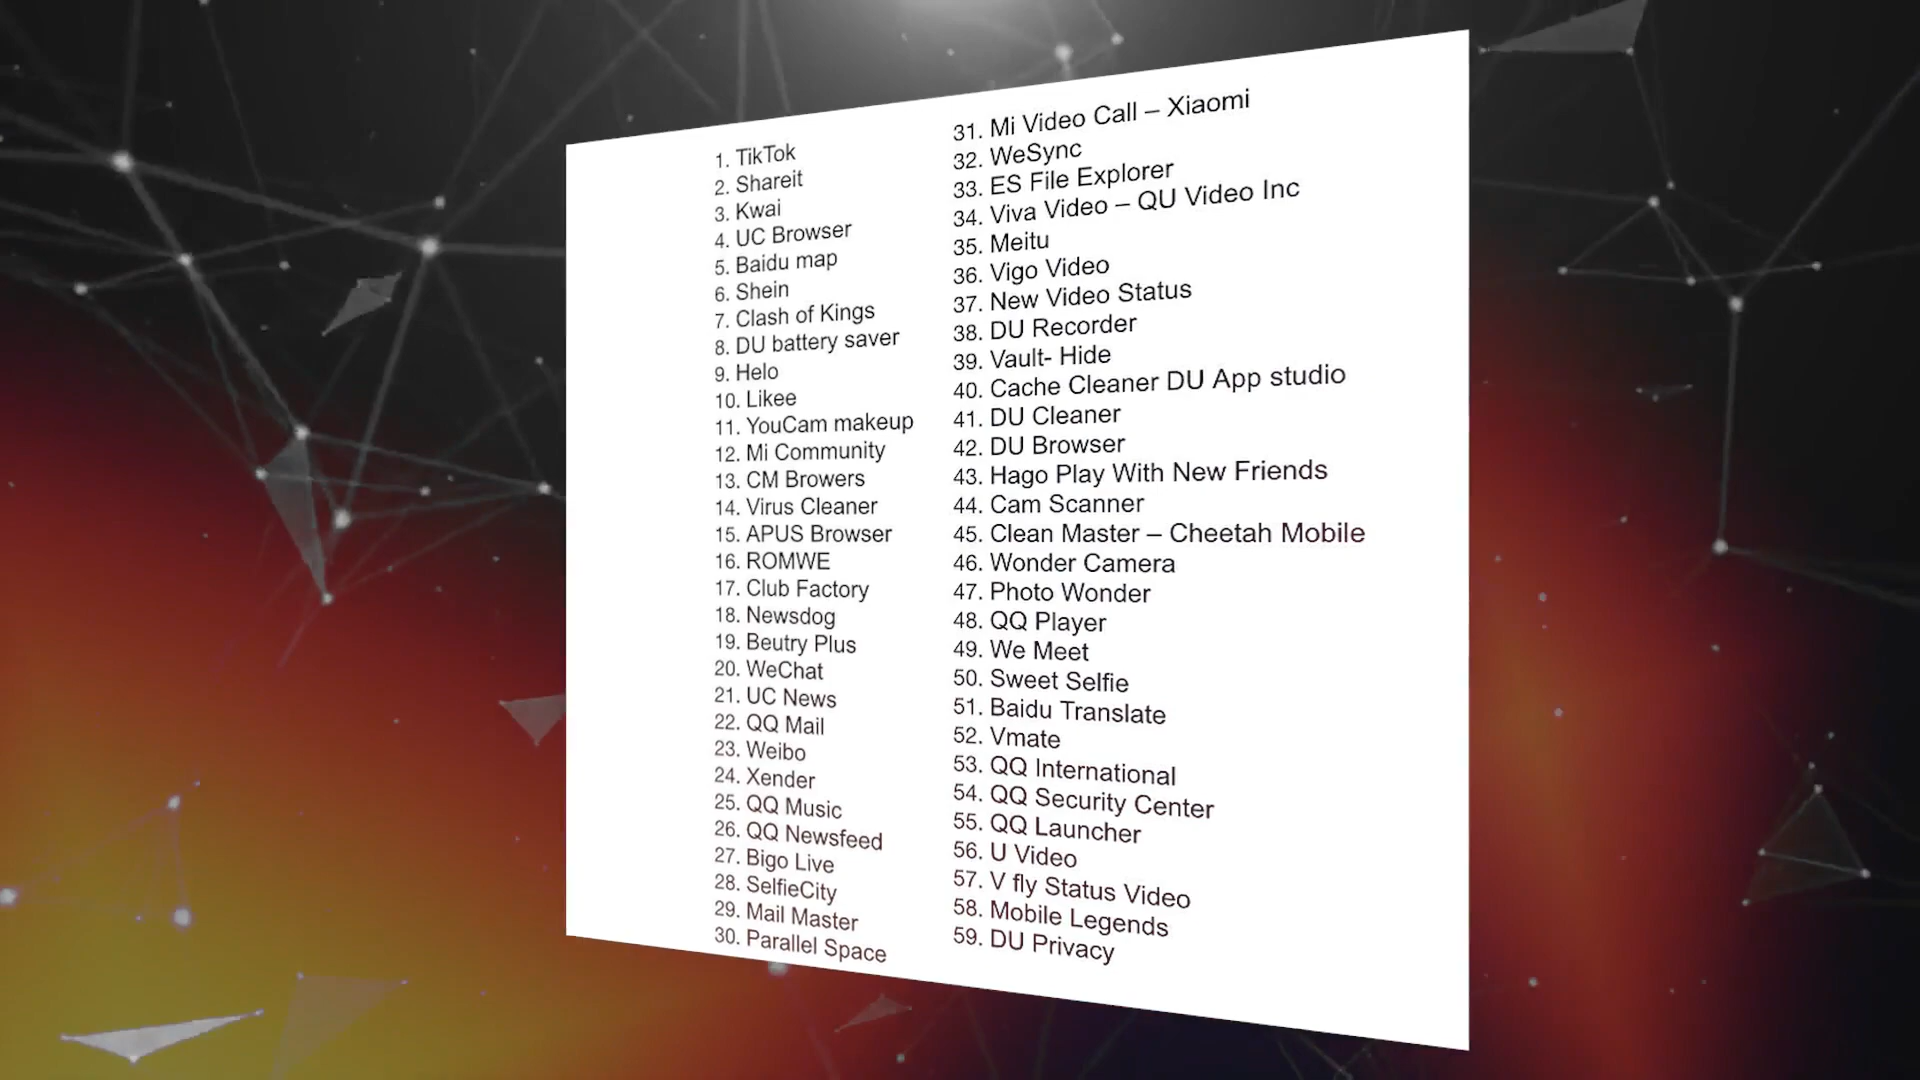 1. TikTok
2. Shareit
3. Kwai
4. UC Browser
5. Baidu map
6. Shein
7. Clash of Kings
8. DU battery saver
9. Helo
10. Likee
11. YouCam makeup
12. Mi Community
13. CM Browers
14. Virus Cleaner
15. APUS Browser
16. ROMWE
17. Club Factory
18. Newsdog
19. Beutry Plus
20. WeChat
21. UC News
22. QQ Mail
23. Weibo
24. Xender
25. QQ Music
26. QQ Newsfeed
27. Bigo Live
28. SelfieCity
29. Mail Master
30. Parallel Space
31. Mi Video Call – Xiaomi
32. WeSync
33. ES File Explorer
34. Viva Video – QU Video Inc
35. Meitu
36. Vigo Video
37. New Video Status
38. DU Recorder
39. Vault- Hide
40. Cache Cleaner DU App studio
41. DU Cleaner
42. DU Browser
43. Hago Play With New Friends
44. Cam Scanner
45. Clean Master – Cheetah Mobile
46. Wonder Camera
47. Photo Wonder
48. QQ Player
49. We Meet
50. Sweet Selfie
51. Baidu Translate
52. Vmate
53. QQ International
54. QQ Security Center
55. QQ Launcher
56. U Video
57. V fly Status Video
58. Mobile Legends
59. DU Privacy